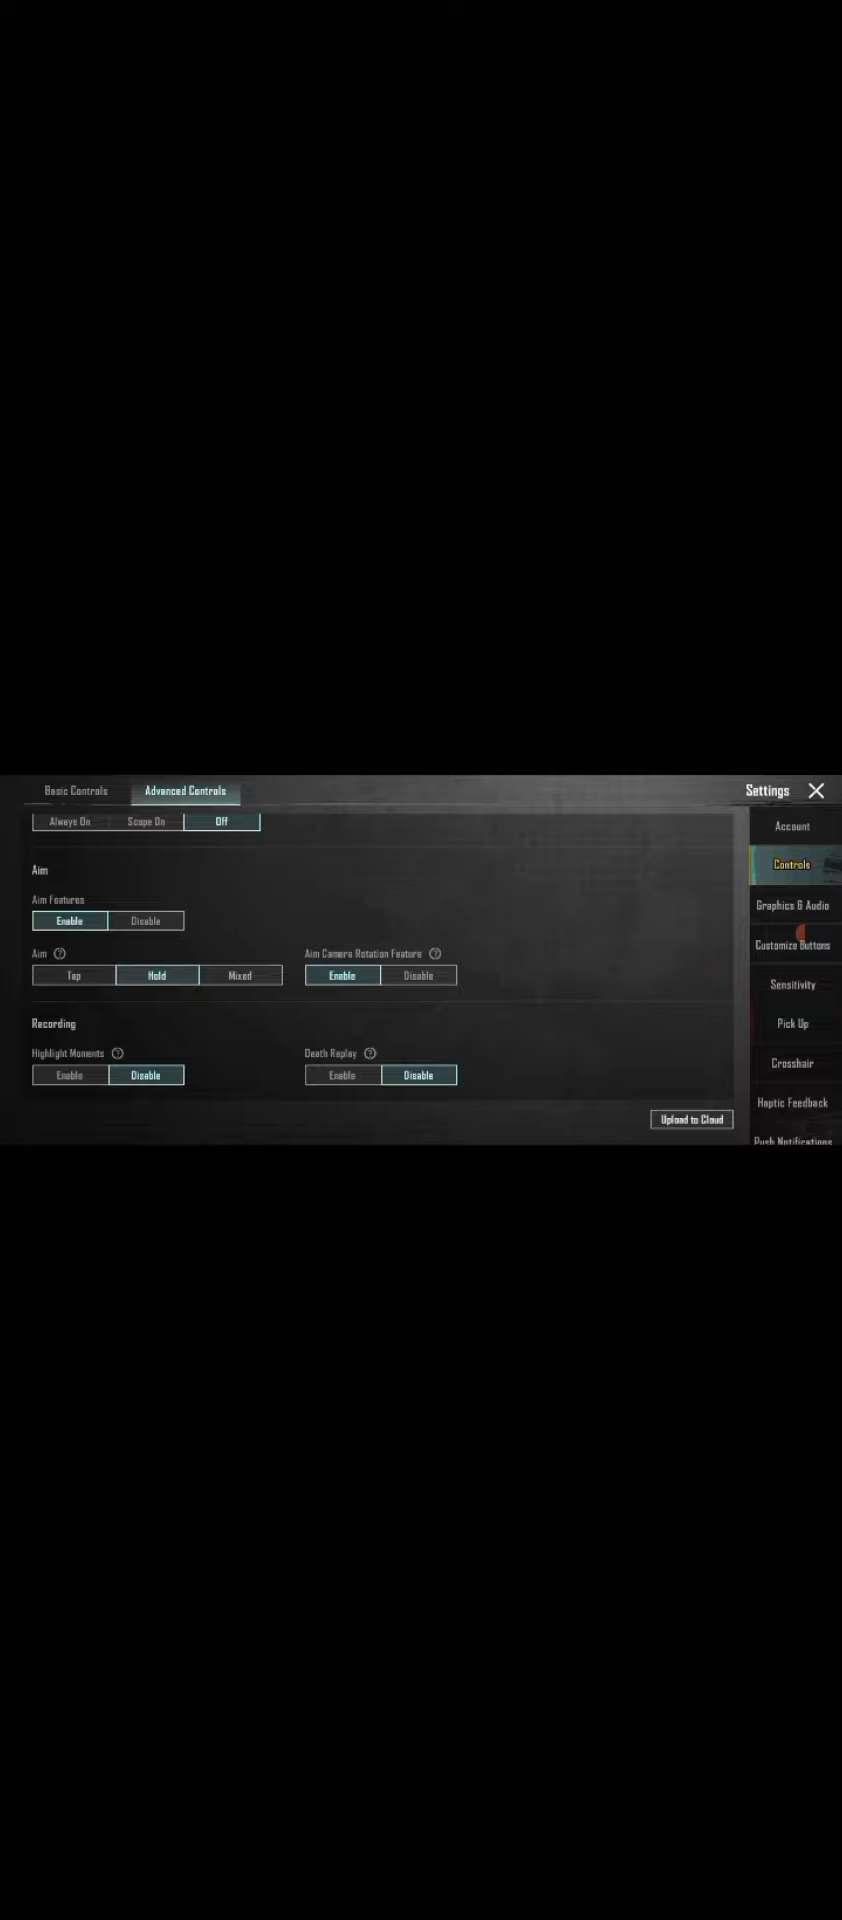 Basic Controls Advanced Controls Settings
Always On Scope On Off
Account
Aim
Controls
Aim Features
Enable Disable
Graphics & Audio
Customize Buttons
Aim Aim Camera Rotation Feature
Tap Hold Mixed Enable Disable
Sensitivity
Recording
Pick Up
Highlight Moments Death Replay
Crosshair
Enable Disable Enable Disable
Haptic Feedback
Upload to Cloud
Push Notifications